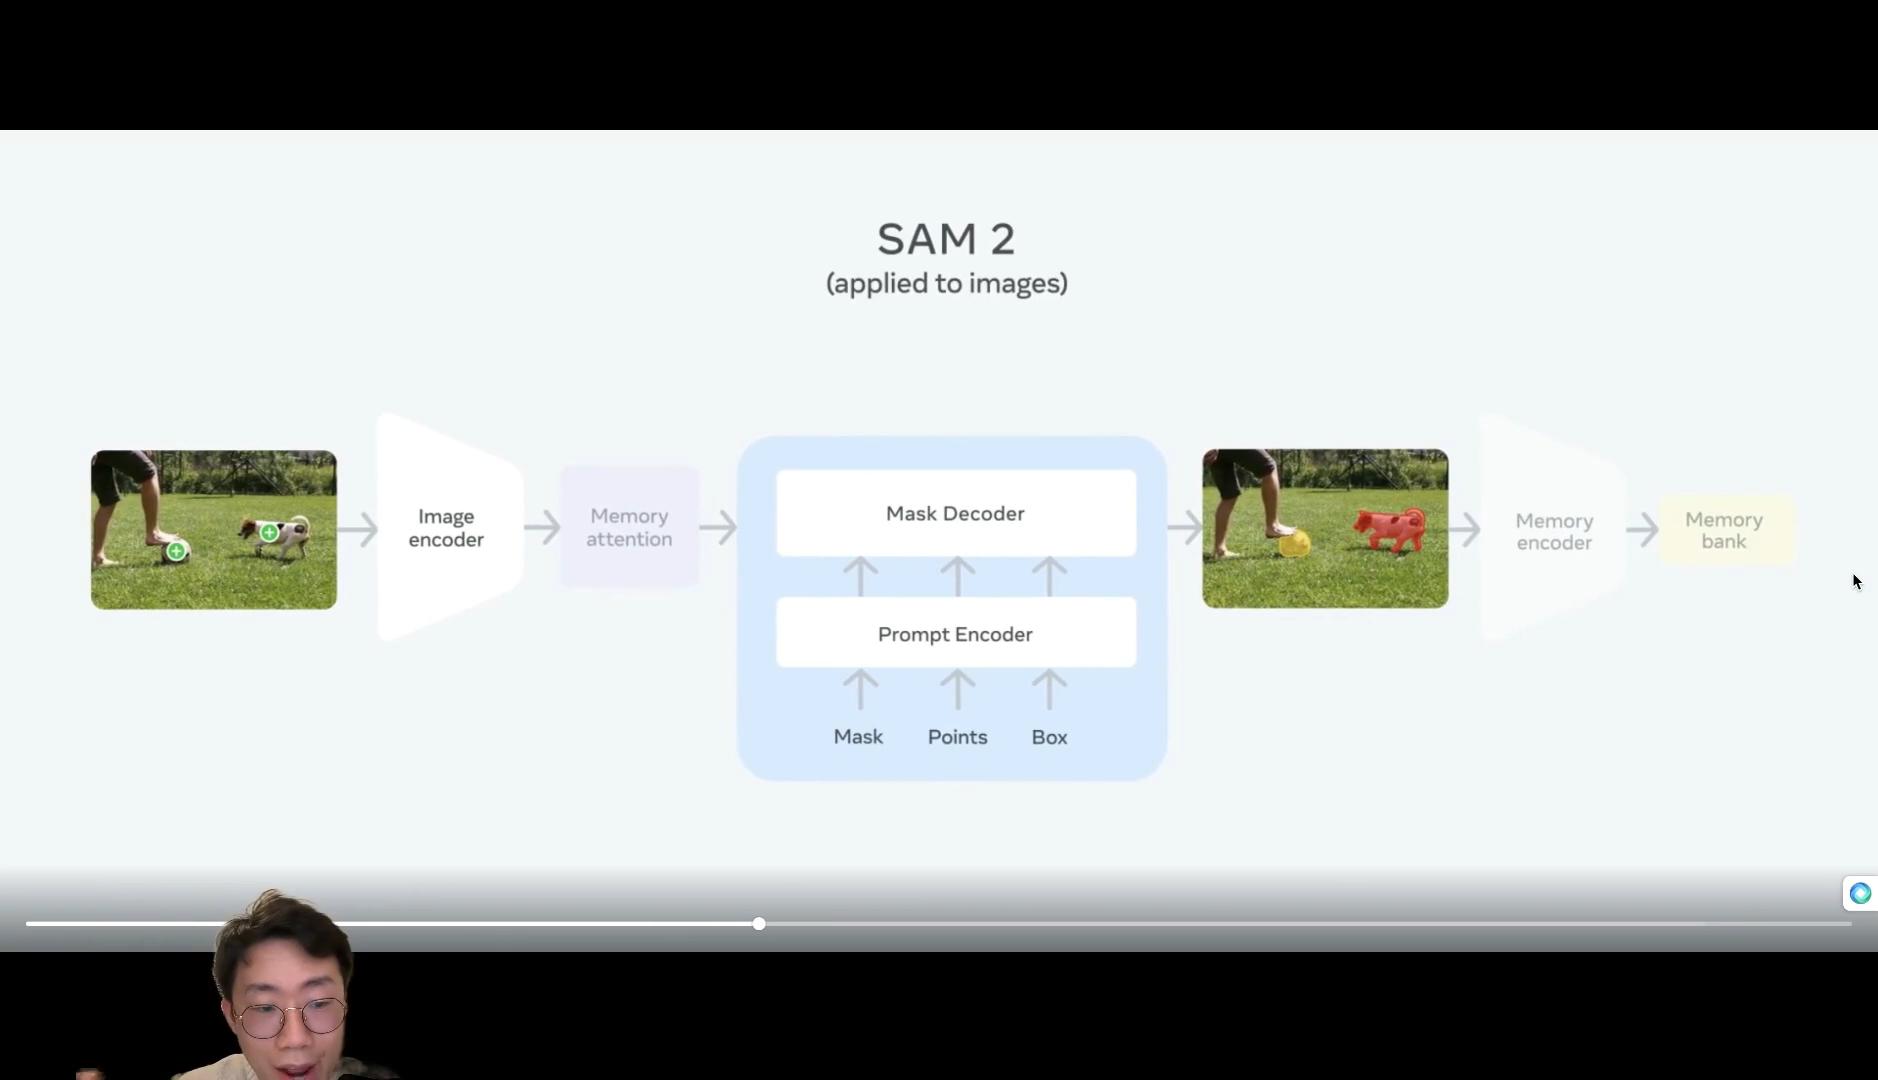 SAM 2
(applied to images)
Image
encoder
Memory
attention
Mask Decoder
Prompt Encoder
Mask
Points
Box
Memory
encoder
Memory
bank